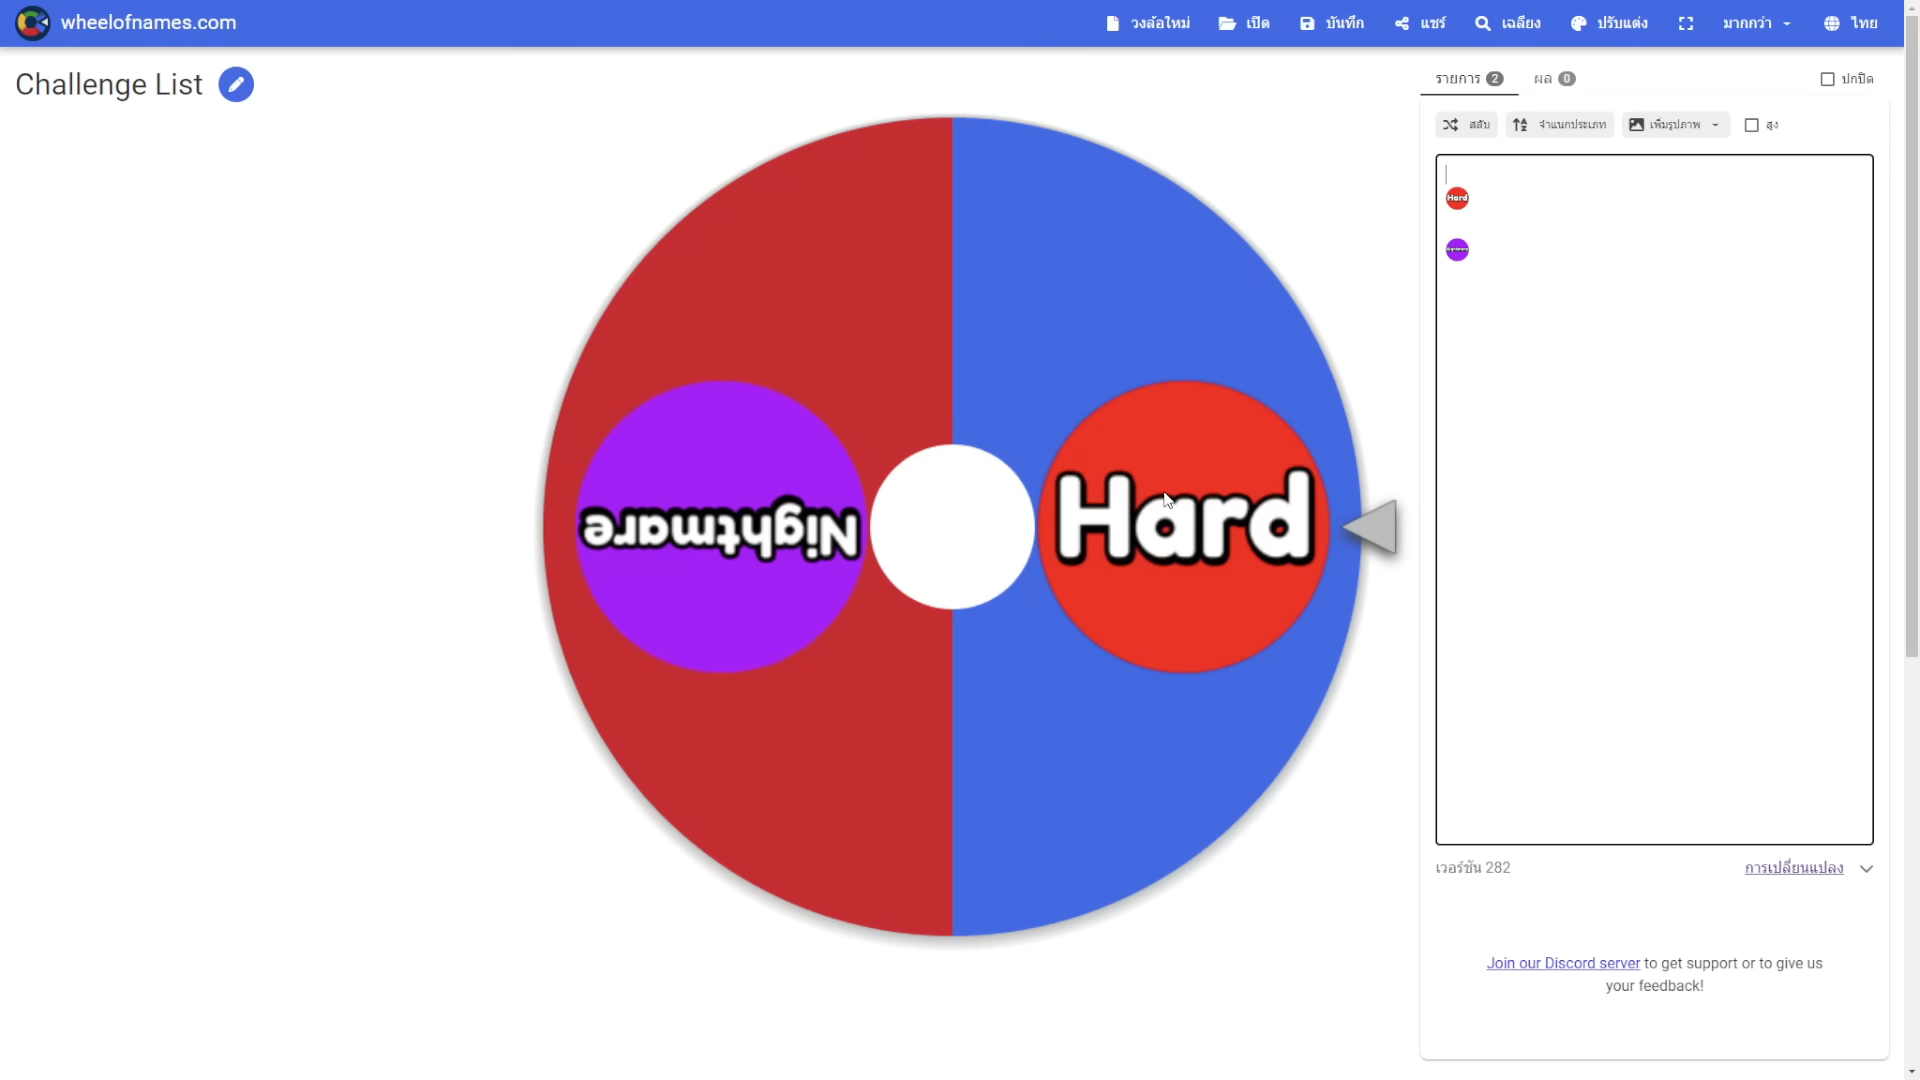 wheelofnames.com
วงล้อใหม่ เปิด บันทึก แชร์ เฉลียง ปรับแต่ง มากกว่า ไทย
Challenge List
รายการ 2 ผล 0 ปกปิด
สลับ จำแนกประเภท เพิ่มรูปภาพ สูง
Hard
Nightmare
Nightmare
Hard
เวอร์ชัน 282 การเปลี่ยนแปลง
Join our Discord server to get support or to give us
your feedback!